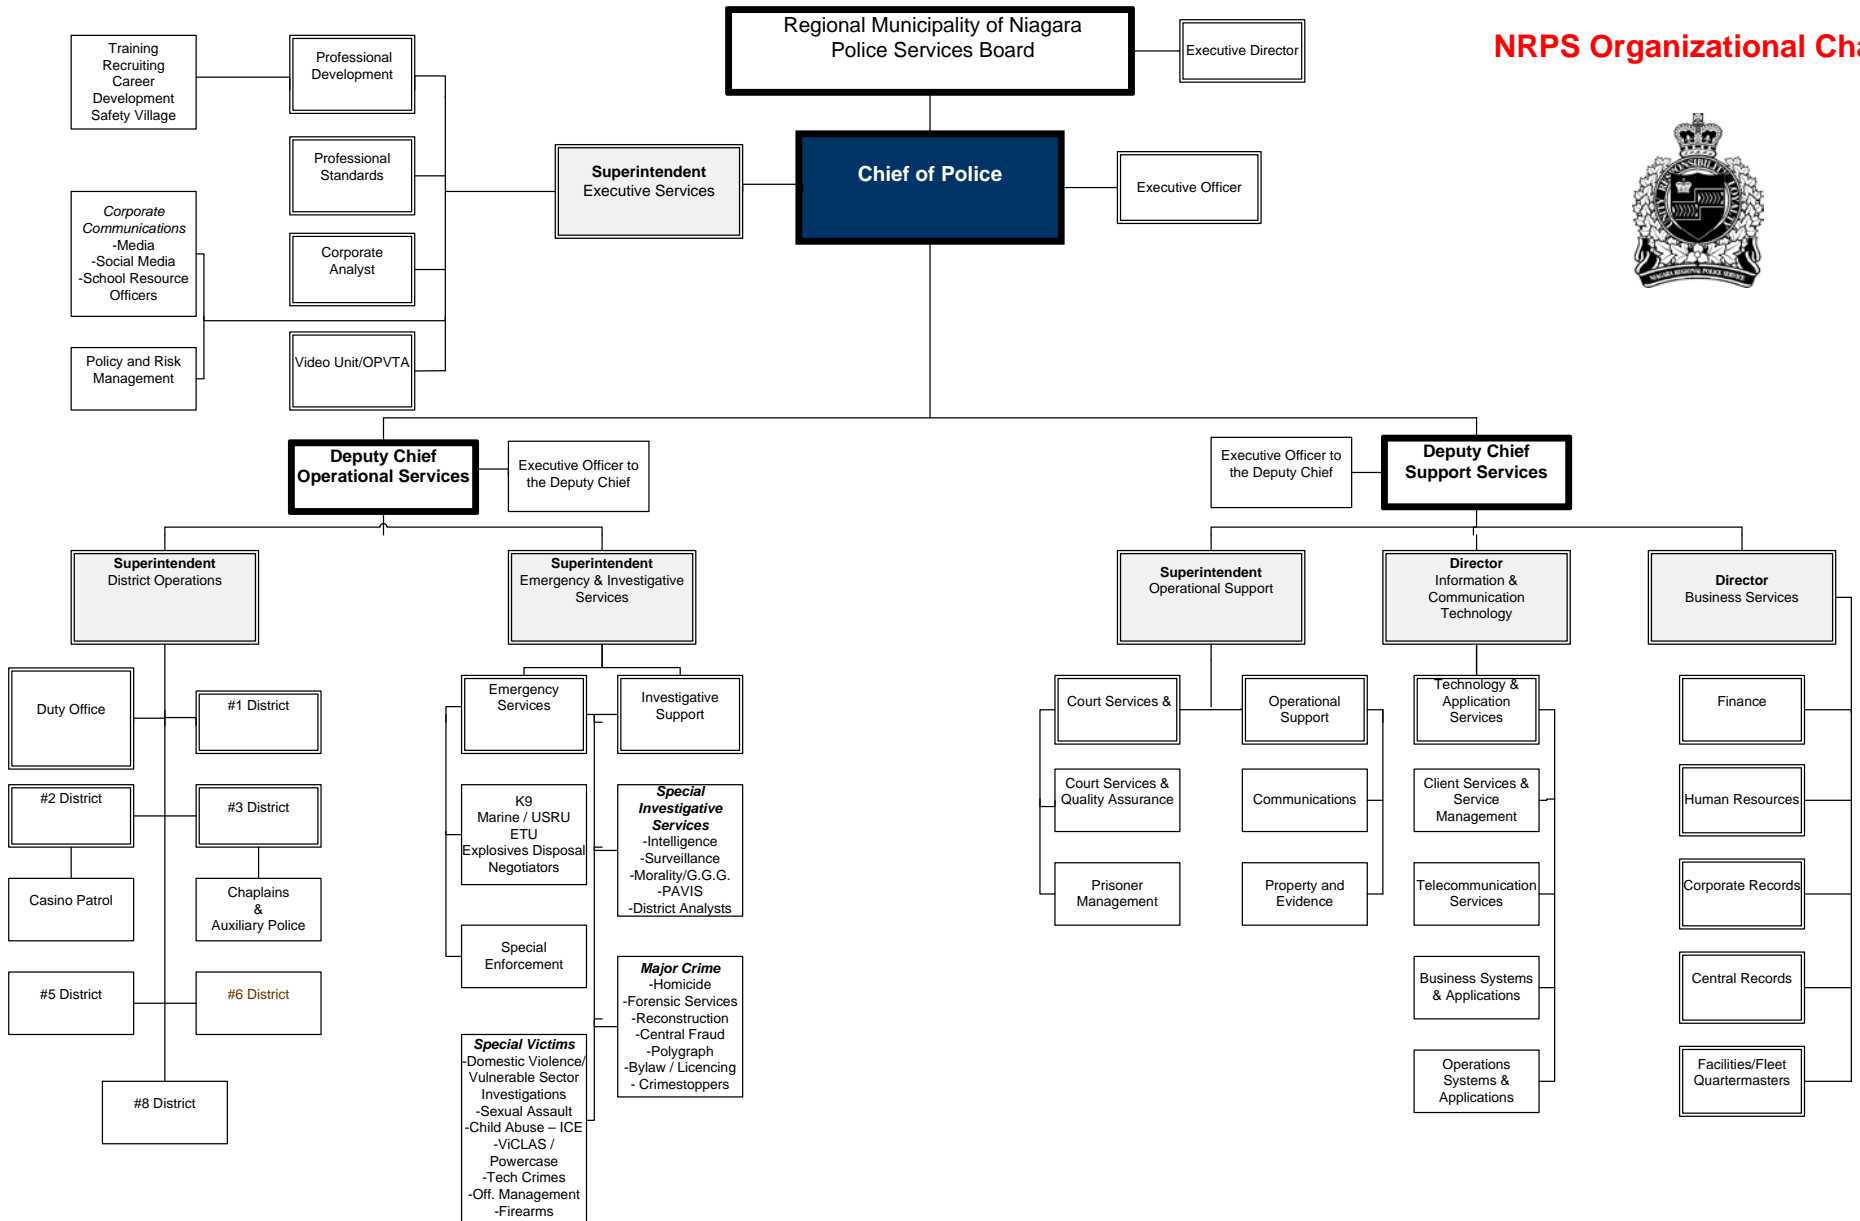 Regional Municipality of Niagara
Police Services Board
Executive Director
NRPS Organizational Cha
Training
Recruiting
Career
Development
Safety Village
Professional
Development
Professional
Standards
Superintendent
Executive Services
Chief of Police
Executive Officer
Corporate
Communications
-Media
-Social Media
-School Resource
Officers
Corporate
Analyst
Policy and Risk
Management
Video Unit/OPVTA
NIAGARA REGIONAL POLICE SERVICE
Deputy Chief
Operational Services
Executive Officer to
the Deputy Chief
Executive Officer to
the Deputy Chief
Deputy Chief
Support Services
Superintendent
District Operations
Superintendent
Emergency & Investigative
Services
Superintendent
Operational Support
Director
Information &
Communication
Technology
Director
Business Services
Duty Office
#1 District
#2 District
#3 District
Casino Patrol
Chaplains
&
Auxiliary Police
#5 District
#6 District
#8 District
Emergency
Services
Investigative
Support
K9
Marine / USRU
ETU
Explosives Disposal
Negotiators
Special
Investigative
Services
-Intelligence
-Surveillance
-Morality/G.G.G.
-PAVIS
-District Analysts
Special
Enforcement
Major Crime
-Homicide
-Forensic Services
-Reconstruction
-Central Fraud
-Polygraph
-Bylaw / Licencing
- Crimestoppers
Special Victims
-Domestic Violence/
Vulnerable Sector
Investigations
-Sexual Assault
-Child Abuse – ICE
-ViCLAS /
Powercase
-Tech Crimes
-Off. Management
-Firearms
Court Services &
Operational
Support
Court Services &
Quality Assurance
Communications
Prisoner
Management
Property and
Evidence
Technology &
Application
Services
Client Services &
Service
Management
Telecommunication
Services
Business Systems
& Applications
Operations
Systems &
Applications
Finance
Human Resources
Corporate Records
Central Records
Facilities/Fleet
Quartermasters